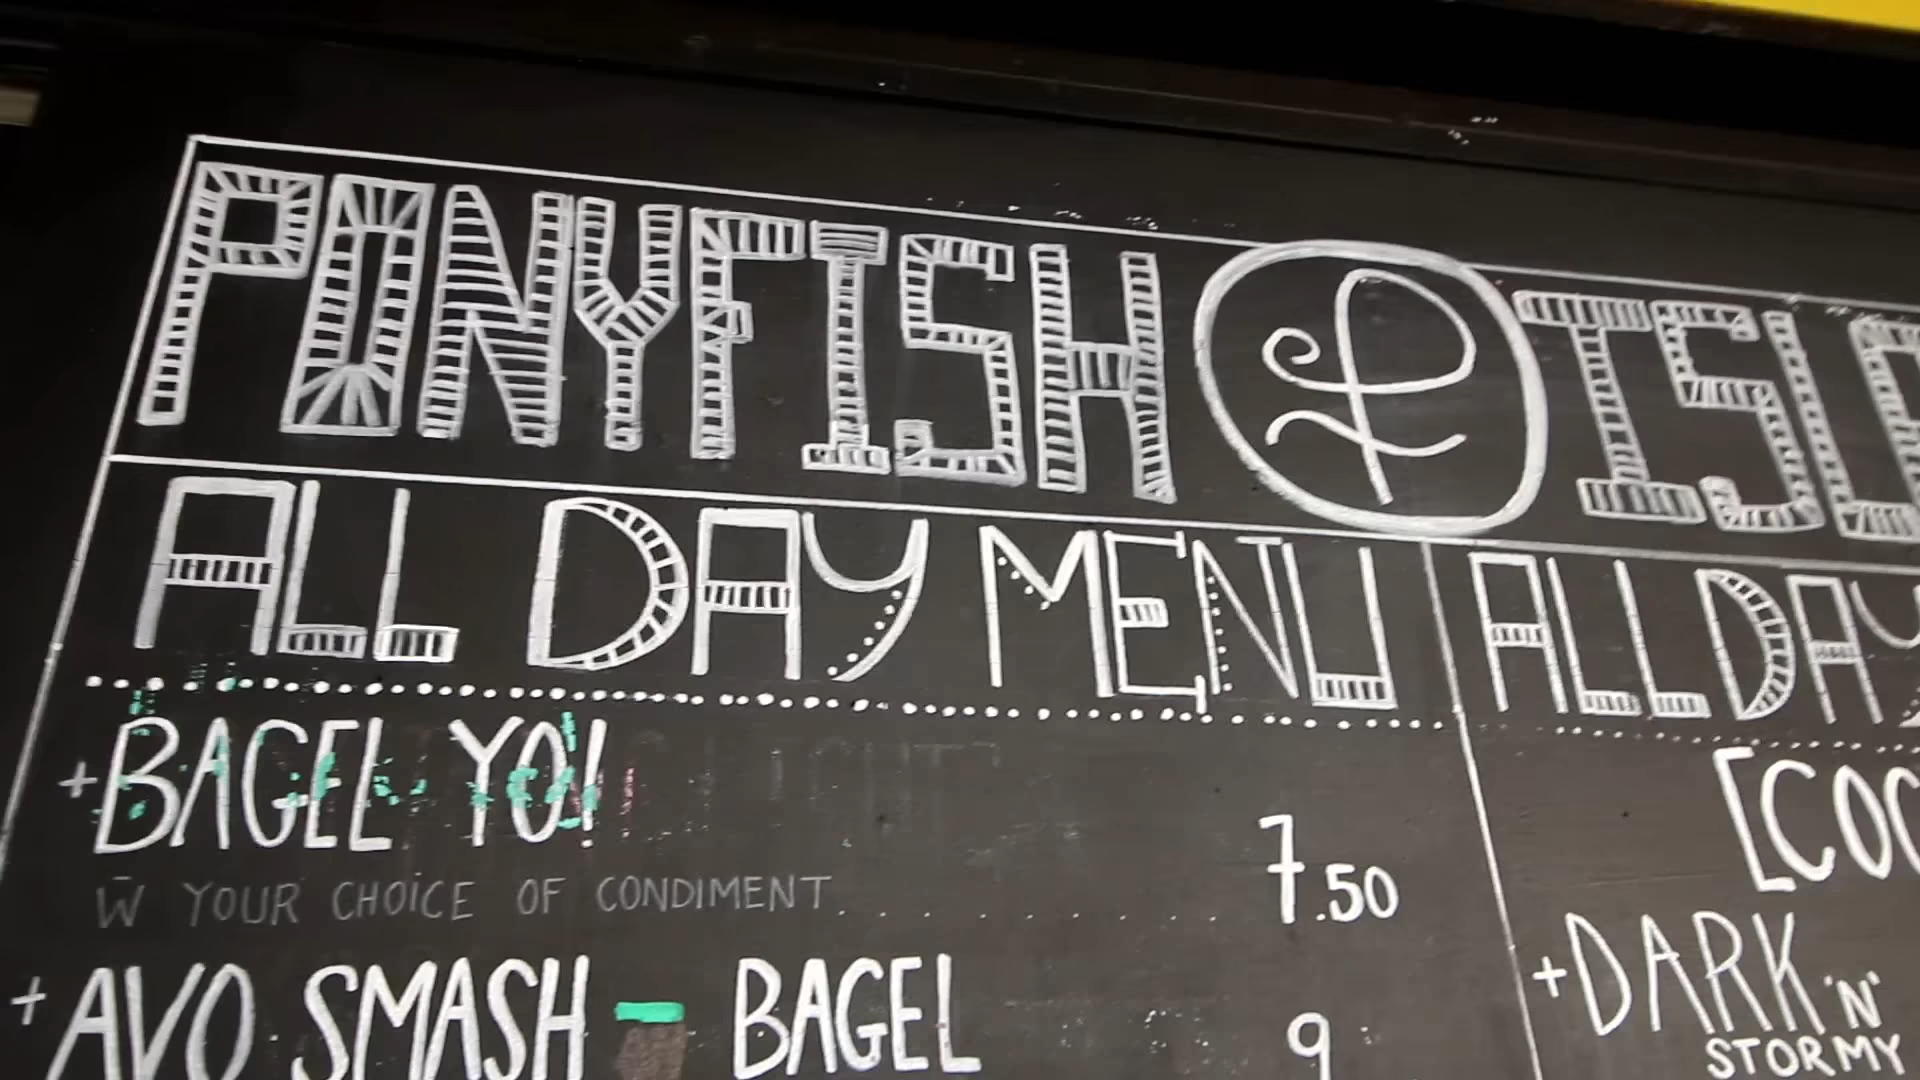 PONYFISH ISL
ALL DAY MENU
+ BAGEL YO!
W̄ YOUR CHOICE OF CONDIMENT. . . . . . . . . 7.50
+ AVO SMASH - BAGEL 9
ALL DAY
[COC
+ DARK 'N'
STORMY